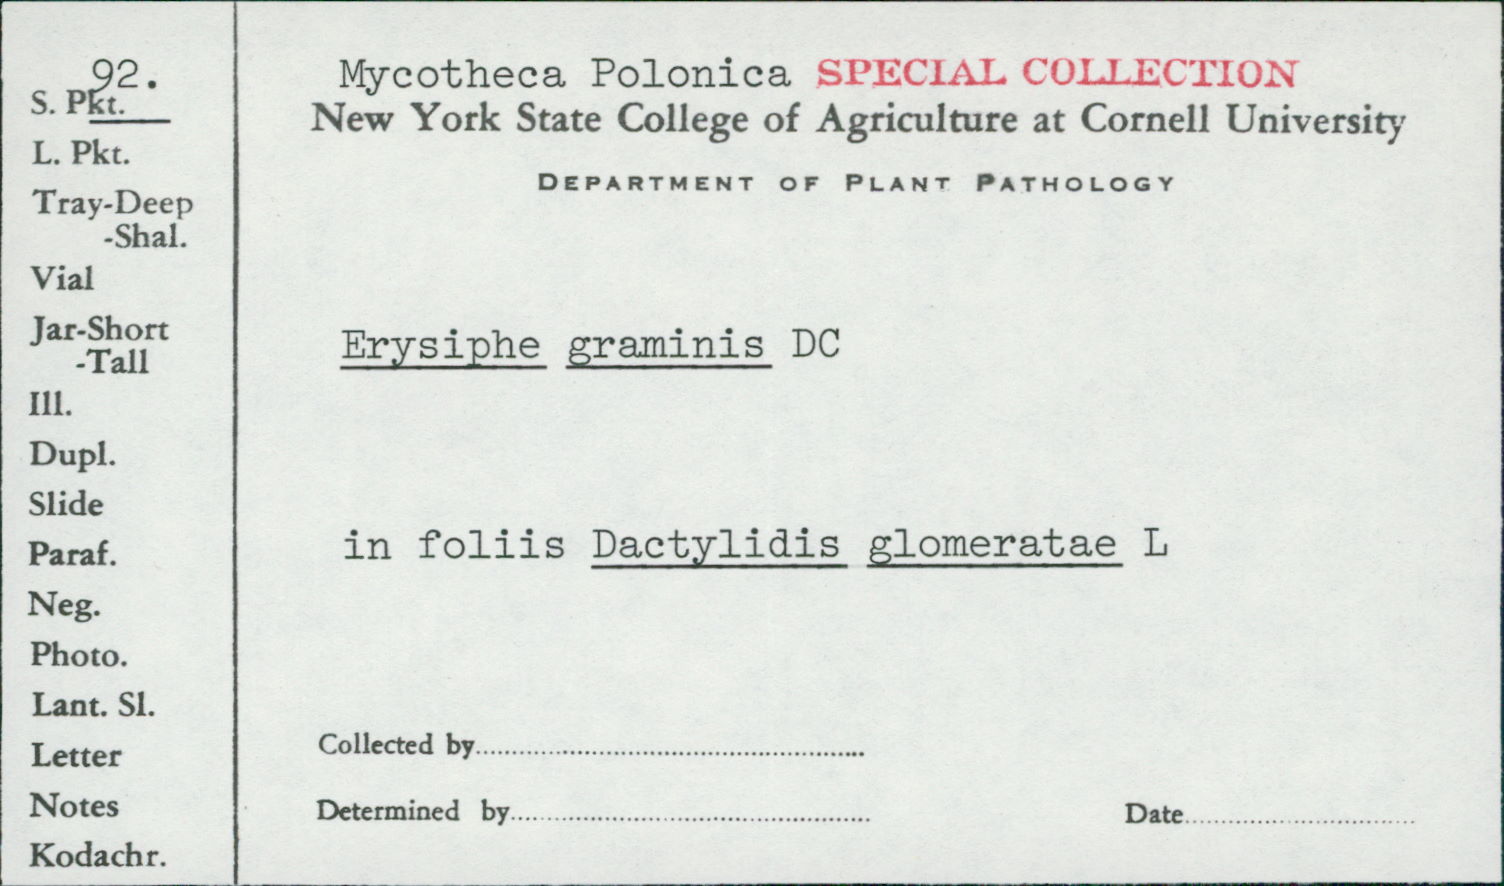 92.
S. Pkt.
L. Pkt.
Tray-Deep
-Shal.
Vial
Jar-Short
-Tall
Ill.
Dupl.
Slide
Paraf.
Neg.
Photo.
Lant. Sl.
Letter
Notes
Kodachr.
Mycotheca Polonica SPECIAL COLLECTION
New York State College of Agriculture at Cornell University
DEPARTMENT OF PLANT PATHOLOGY
Erysiphe graminis DC
in foliis Dactylidis glomeratae L
Collected by
Determined by
Date